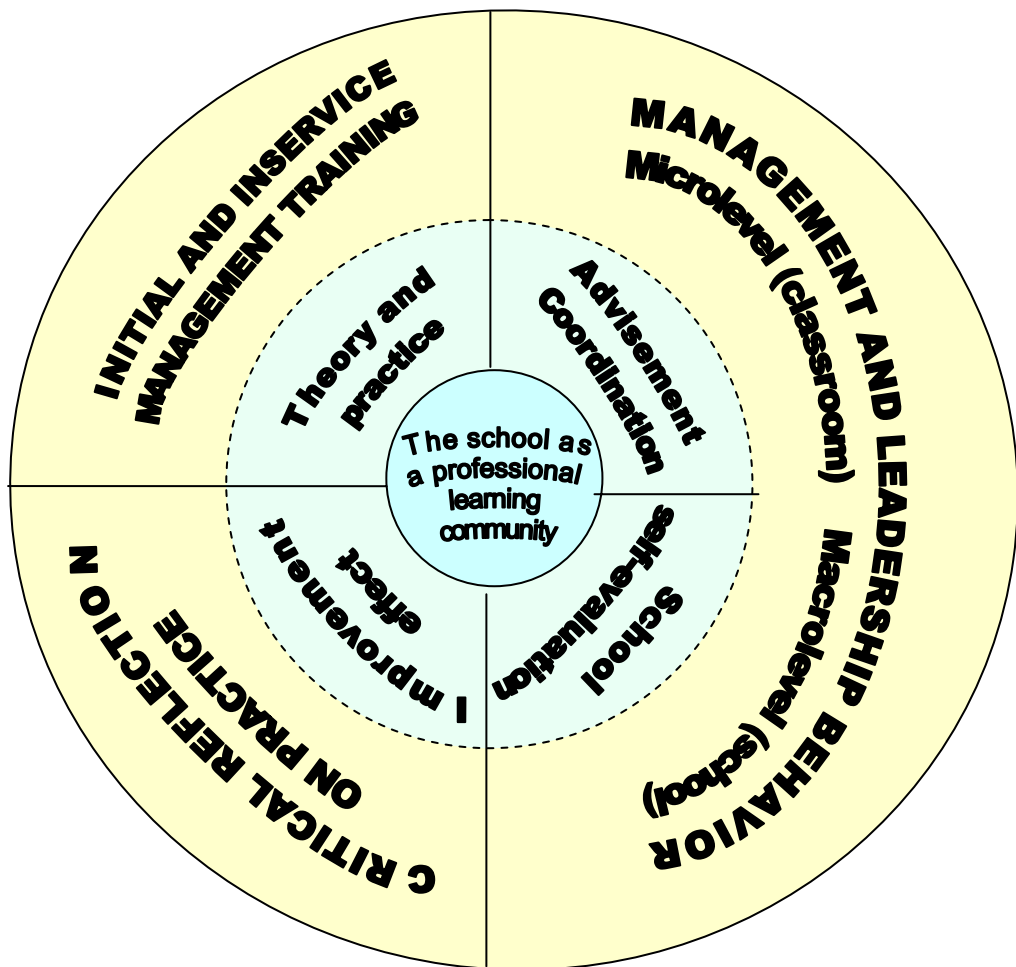 INITIAL AND INSERVICE
MANAGEMENT TRAINING
MANAGEMENT AND LEADERSHIP BEHAVIOR
Microlevel (classroom)
Macrolevel (school)
Theory and
practice
Advisement
Coordination
The school as
a professional
learning
community
Improvement
effect
School
self-evaluation
CRITICAL REFLECTION
ON PRACTICE